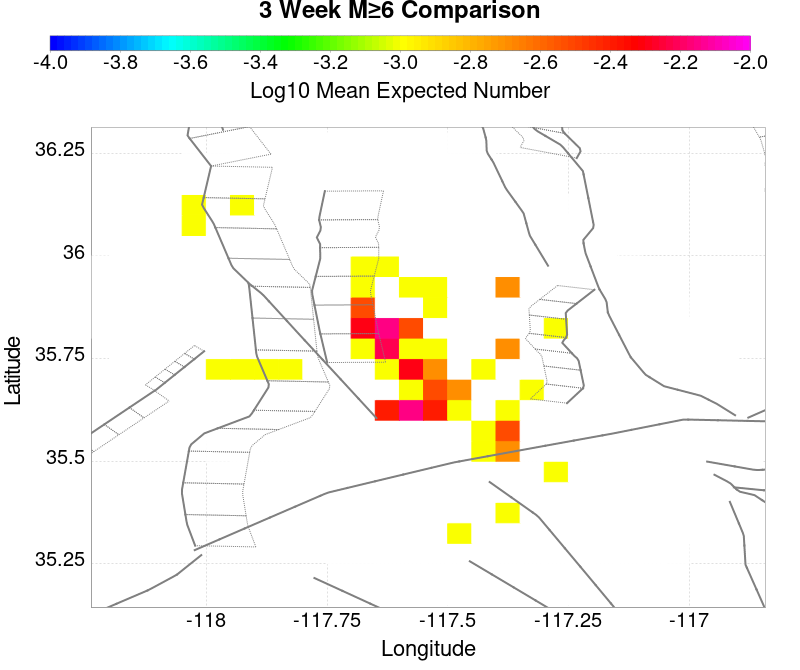 3 Week M≥6 Comparison
-4.0 -3.8 -3.6 -3.4 -3.2 -3.0 -2.8 -2.6 -2.4 -2.2 -2.0
Log10 Mean Expected Number
36.25
36
35.75
35.5
35.25
Latitude
-118 -117.75 -117.5 -117.25 -117
Longitude